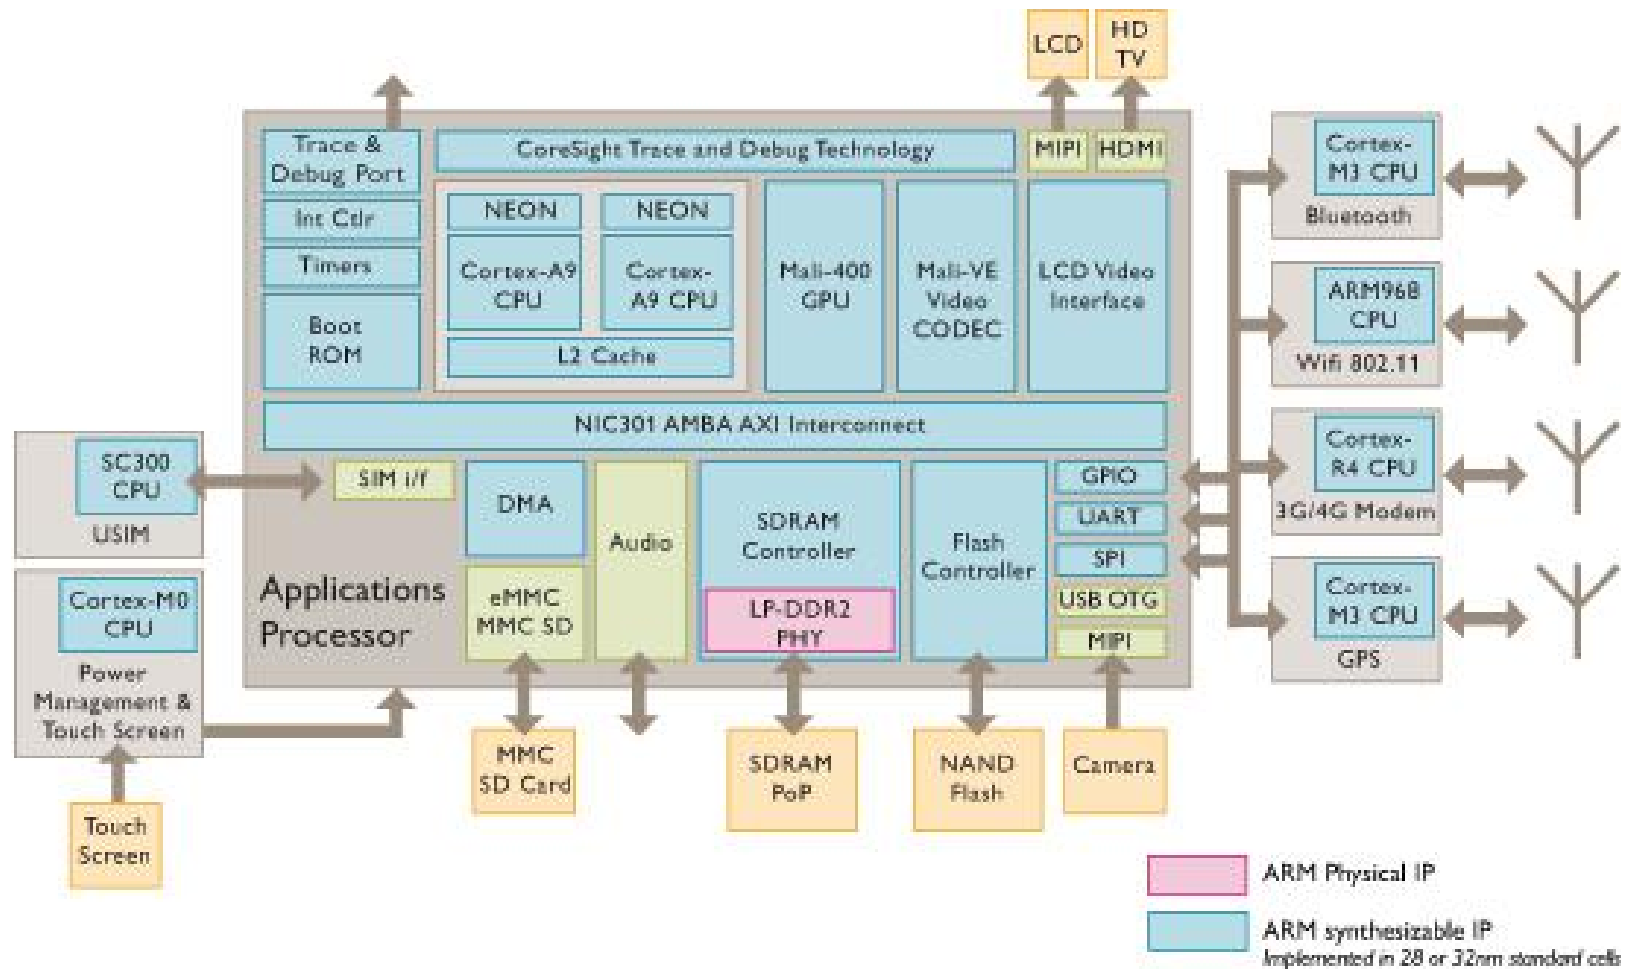 LCD
HD
TV
Trace &
Debug Port
CoreSight Trace and Debug Technology
MIPI
HDMI
Int Ctlr
Timers
Boot
ROM
NEON
NEON
Cortex-A9
CPU
Cortex-
A9 CPU
L2 Cache
Mali-400
GPU
Mali-VE
Video
CODEC
LCD Video
Interface
NIC301 AMBA AXI Interconnect
SIM i/f
DMA
eMMC
MMC SD
Audio
SDRAM
Controller
LP-DDR2
PHY
Flash
Controller
GPIO
UART
SPI
USB OTG
MIPI
Applications
Processor
SC300
CPU
USIM
Cortex-M0
CPU
Power
Management &
Touch Screen
Touch
Screen
MMC
SD Card
SDRAM
PoP
NAND
Flash
Camera
Cortex-
M3 CPU
Bluetooth
ARM968
CPU
Wifi 802.11
Cortex-
R4 CPU
3G/4G Modem
Cortex-
M3 CPU
GPS
ARM Physical IP
ARM synthesizable IP
Implemented in 28 or 32nm standard cells